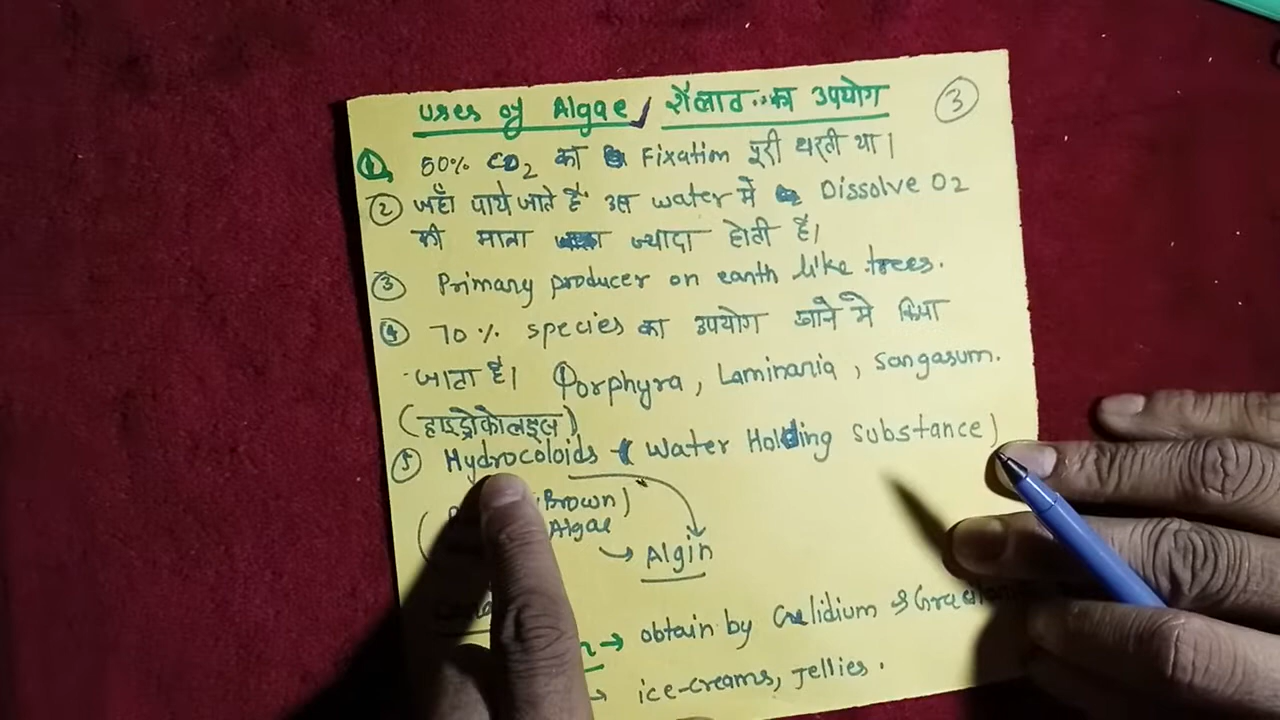 Uses of Algae / शैलाव का उपयोग ③
① 50% CO2 का Fixation पूरी धरती था।
② जहाँ पाये जाते हैं उस water में Dissolve O2
की मात्रा ज्यादा होती है।
③ Primary producer on earth like trees.
④ 70% species का उपयोग खाने मे किया
जाता है। Porphyra, Laminaria, Sargasum.
(हाइड्रोकोलइल)
⑤ Hydrocoloids (Water Holding substance)
Brown)
Algae
→ Algin
→ obtain by Gelidium &
→ ice-creams, Jellies.